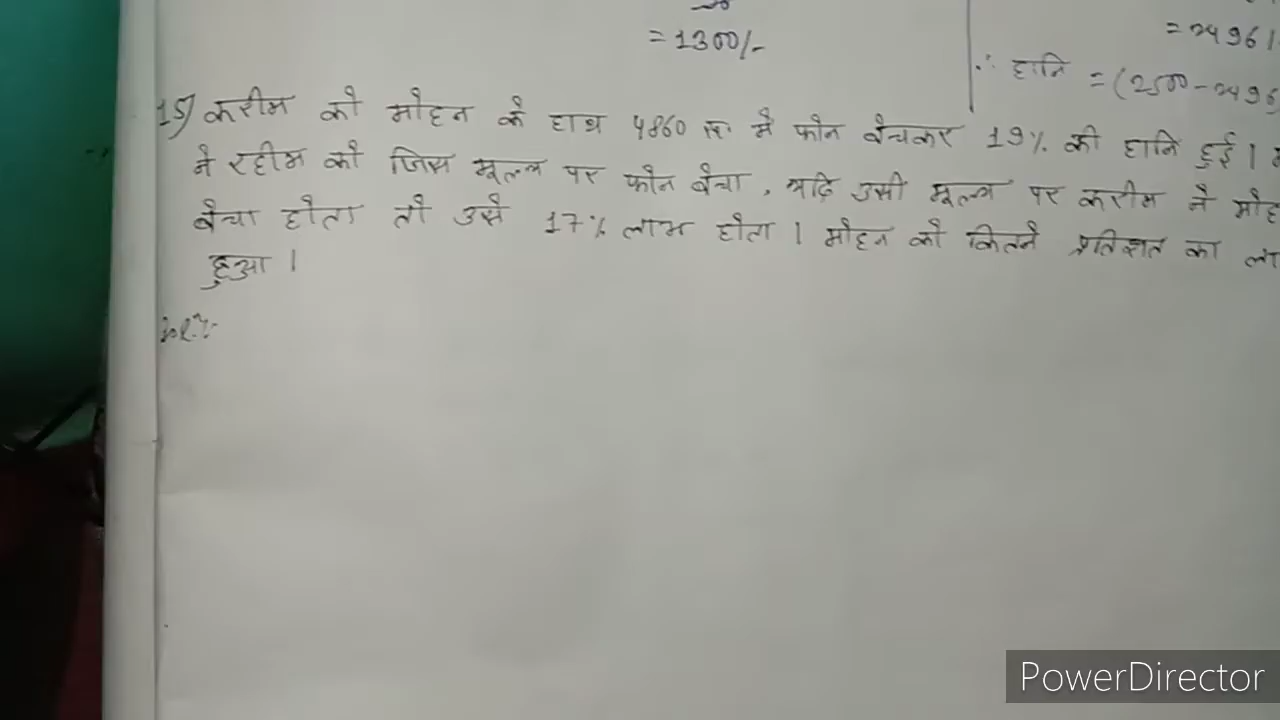 = 1300/-
= 2496/-
∴ हानि = (2500 - 2496
15) करीम को मोहन के हाथ 4860 रू॰ में फोन बेचकर 19% की हानि हुई।
ने रहीम को जिस मूल्य पर फोन बेचा, यदि उसी मूल्य पर करीम ने
बेचा होता तो उसे 17% लाभ होता। मोहन को कितने प्रतिशत का
हुआ।
PowerDirector